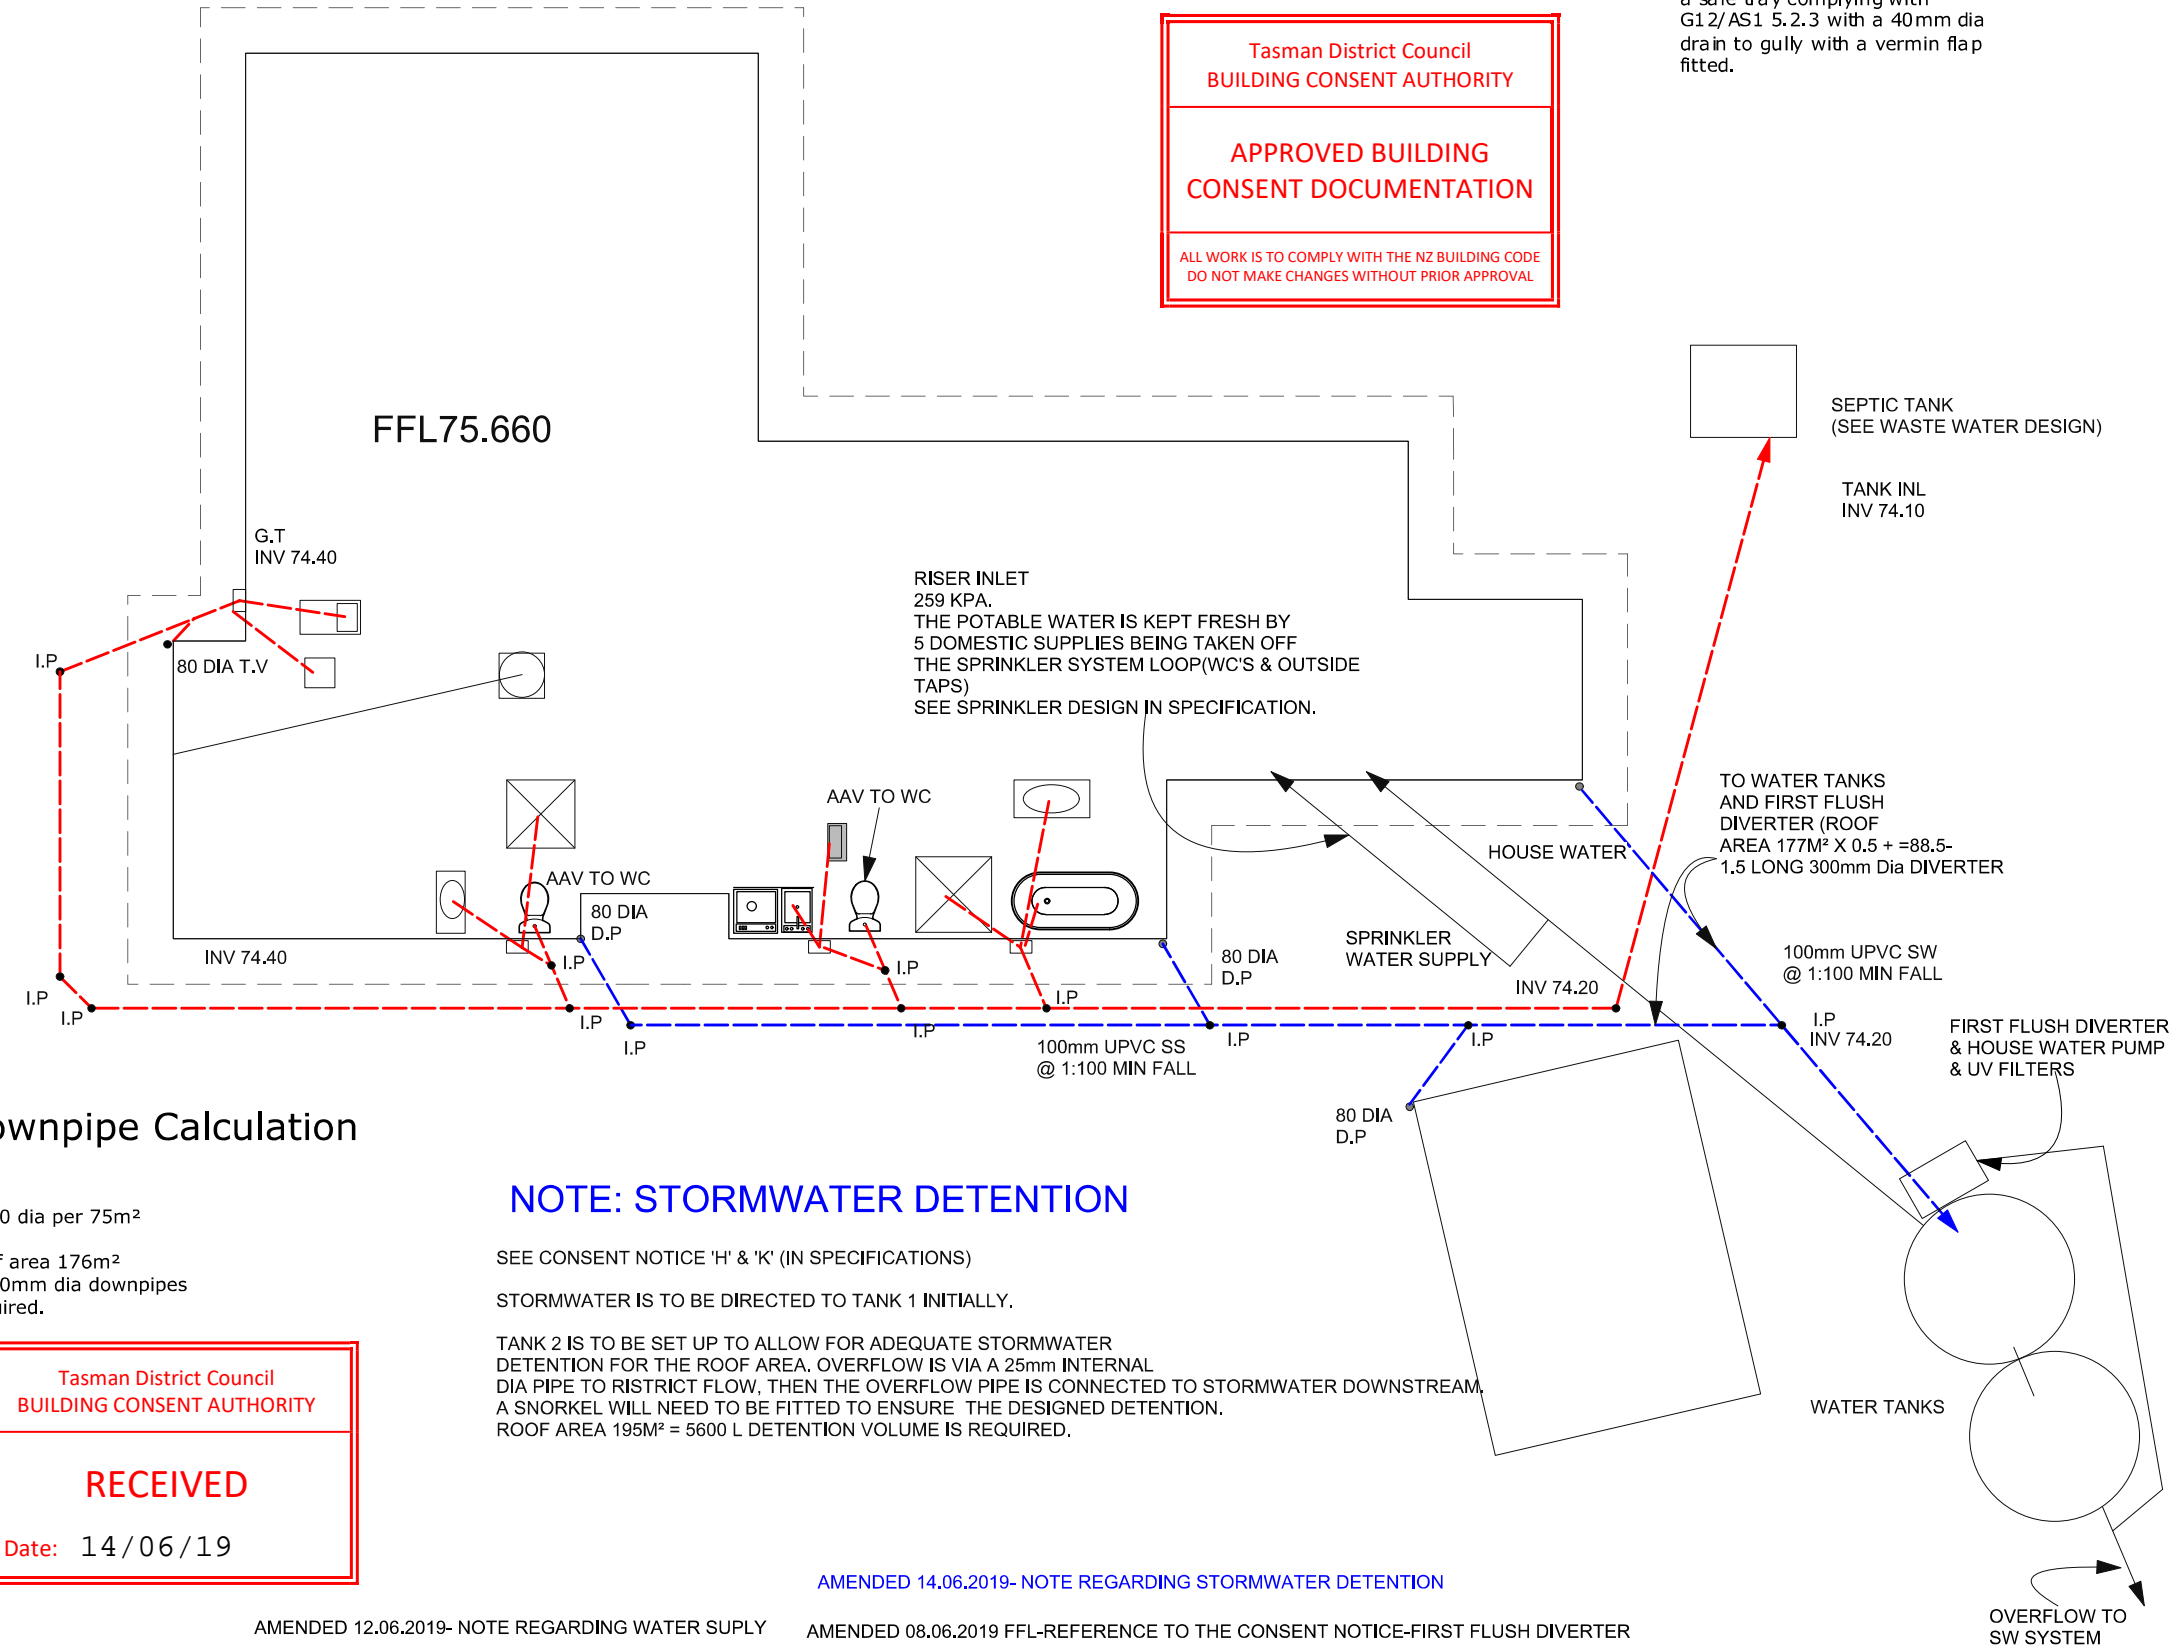 G12/AS1 5.2.3 with a 40mm dia
drain to gully with a vermin flap
fitted.
Tasman District Council
BUILDING CONSENT AUTHORITY
APPROVED BUILDING
CONSENT DOCUMENTATION
ALL WORK IS TO COMPLY WITH THE NZ BUILDING CODE
DO NOT MAKE CHANGES WITHOUT PRIOR APPROVAL
FFL75.660
SEPTIC TANK
(SEE WASTE WATER DESIGN)
TANK INL
INV 74.10
G.T
INV 74.40
RISER INLET
259 KPA.
THE POTABLE WATER IS KEPT FRESH BY
5 DOMESTIC SUPPLIES BEING TAKEN OFF
THE SPRINKLER SYSTEM LOOP(WC'S & OUTSIDE
TAPS)
SEE SPRINKLER DESIGN IN SPECIFICATION.
I.P
80 DIA T.V
TO WATER TANKS
AND FIRST FLUSH
DIVERTER (ROOF
AREA 177M² X 0.5 + =88.5-
1.5 LONG 300mm Dia DIVERTER
AAV TO WC
HOUSE WATER
AAV TO WC
80 DIA
D.P
SPRINKLER
WATER SUPPLY
80 DIA
D.P
100mm UPVC SW
@ 1:100 MIN FALL
INV 74.40
I.P
I.P
INV 74.20
I.P
I.P
I.P
I.P
I.P
I.P
I.P
I.P
I.P
I.P
INV 74.20
100mm UPVC SS
@ 1:100 MIN FALL
FIRST FLUSH DIVERTER
& HOUSE WATER PUMP
& UV FILTERS
80 DIA
D.P
ownpipe Calculation
0 dia per 75m²
f area 176m²
0mm dia downpipes
uired.
NOTE: STORMWATER DETENTION
SEE CONSENT NOTICE 'H' & 'K' (IN SPECIFICATIONS)
STORMWATER IS TO BE DIRECTED TO TANK 1 INITIALLY.
TANK 2 IS TO BE SET UP TO ALLOW FOR ADEQUATE STORMWATER
DETENTION FOR THE ROOF AREA. OVERFLOW IS VIA A 25mm INTERNAL
DIA PIPE TO RISTRICT FLOW, THEN THE OVERFLOW PIPE IS CONNECTED TO STORMWATER DOWNSTREAM.
A SNORKEL WILL NEED TO BE FITTED TO ENSURE THE DESIGNED DETENTION.
ROOF AREA 195M² = 5600 L DETENTION VOLUME IS REQUIRED.
WATER TANKS
Tasman District Council
BUILDING CONSENT AUTHORITY
RECEIVED
Date: 14/06/19
AMENDED 14.06.2019- NOTE REGARDING STORMWATER DETENTION
AMENDED 12.06.2019- NOTE REGARDING WATER SUPLY
AMENDED 08.06.2019 FFL-REFERENCE TO THE CONSENT NOTICE-FIRST FLUSH DIVERTER
OVERFLOW TO
SW SYSTEM